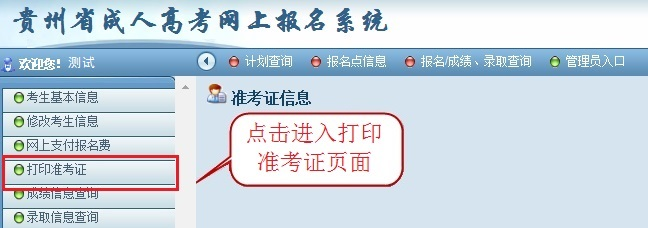 贵州省成人高考网上报名系统
欢迎您！测试
计划查询 报名点信息 报名/成绩、录取查询 管理员入口
考生基本信息
修改考生信息
网上支付报名费
打印准考证
成绩信息查询
录取信息查询
准考证信息
点击进入打印
准考证页面